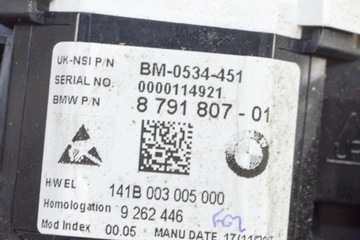 UK-NSI P/N BM-0534-451
SERIAL NO. 0000114921
BMW P/N 8 791 807 - 01
HWEL 141B 003 005 000
Homologation 9 262 446
Mod Index 00.05 MANU DATE